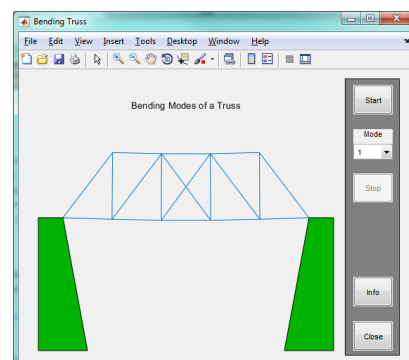 Bending Truss
File Edit View Insert Tools Desktop Window Help
Bending Modes of a Truss
Start
Mode
1
Stop
Info
Close